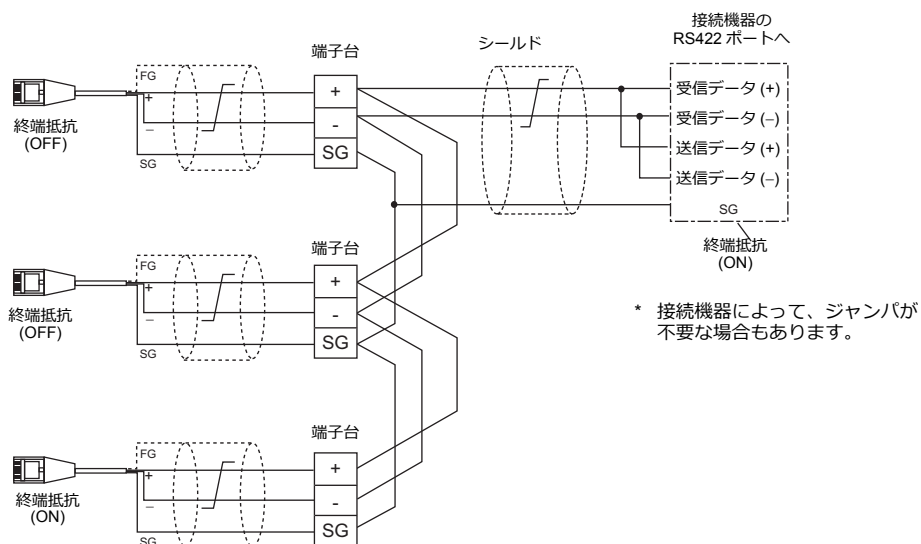 接続機器の
RS422 ポートへ
シールド
端子台
FG
+
−
SG
+
-
SG
終端抵抗
(OFF)
受信データ (+)
受信データ (−)
送信データ (+)
送信データ (−)
SG
終端抵抗
(ON)
端子台
FG
+
−
SG
+
-
SG
終端抵抗
(OFF)
* 接続機器によって、ジャンパが
不要な場合もあります。
端子台
FG
+
−
SG
+
-
SG
終端抵抗
(ON)